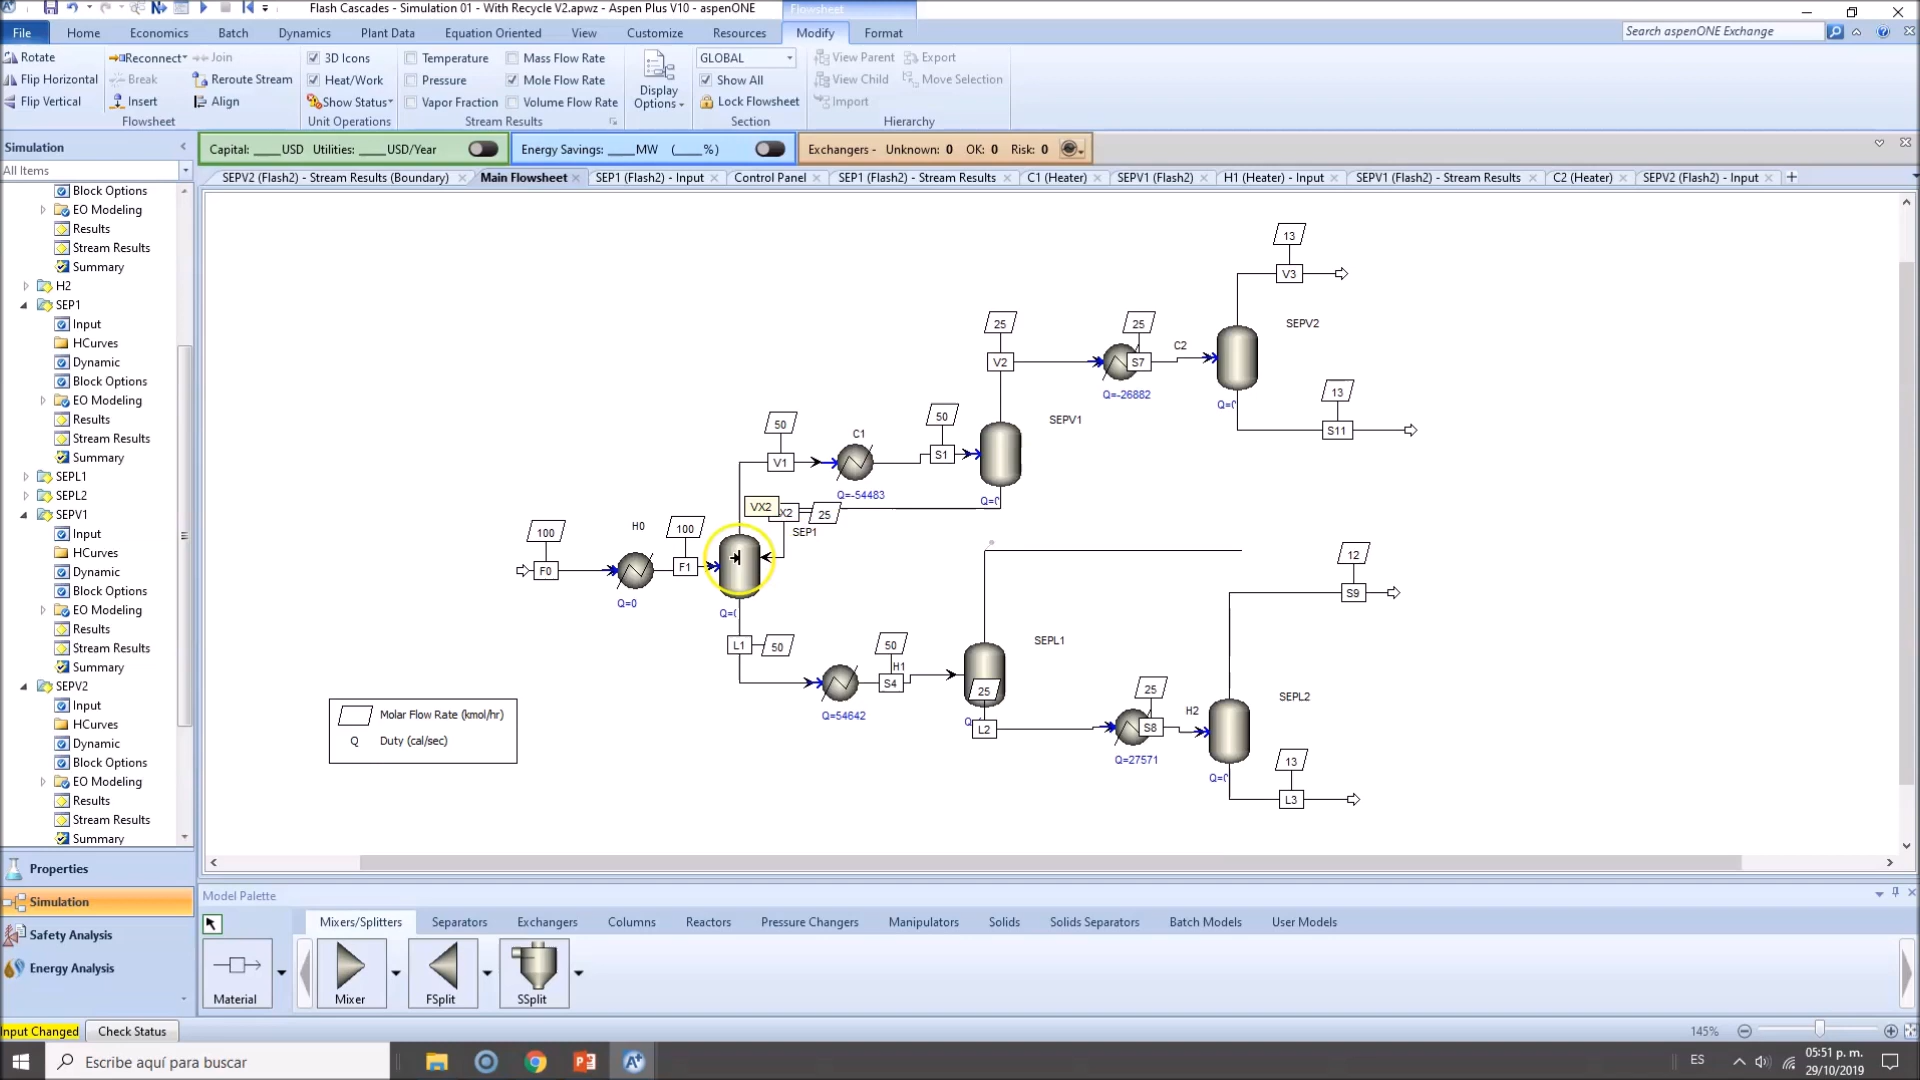 Flash Cascades - Simulation 01 - With Recycle V2.apwz - Aspen Plus V10 - aspenONE
Flowsheet
File Home Economics Batch Dynamics Plant Data Equation Oriented View Customize Resources Modify Format
Search aspenONE Exchange
Rotate Reconnect Join 3D Icons Temperature Mass Flow Rate GLOBAL View Parent Export
Flip Horizontal Break Reroute Stream Heat/Work Pressure Mole Flow Rate Show All View Child Move Selection
Flip Vertical Insert Align Show Status Vapor Fraction Volume Flow Rate Display Options Lock Flowsheet Import
Flowsheet Unit Operations Stream Results Section Hierarchy
Simulation
Capital: ____USD Utilities: ____USD/Year
Energy Savings: ____MW (____%)
Exchangers - Unknown: 0 OK: 0 Risk: 0
All Items
SEPV2 (Flash2) - Stream Results (Boundary) Main Flowsheet SEP1 (Flash2) - Input Control Panel SEP1 (Flash2) - Stream Results C1 (Heater) SEPV1 (Flash2) H1 (Heater) - Input SEPV1 (Flash2) - Stream Results C2 (Heater) SEPV2 (Flash2) - Input
Block Options
EO Modeling
Results
Stream Results
Summary
H2
SEP1
Input
HCurves
Dynamic
Block Options
EO Modeling
Results
Stream Results
Summary
SEPL1
SEPL2
SEPV1
Input
HCurves
Dynamic
Block Options
EO Modeling
Results
Stream Results
Summary
SEPV2
Input
HCurves
Dynamic
Block Options
EO Modeling
Results
Stream Results
Summary
Properties
Simulation
Safety Analysis
Energy Analysis
13
V3
25
25
SEPV2
V2
S7
C2
Q=-26882
13
S11
50
50
C1
SEPV1
V1
S1
Q=-54483
VX2
25
SEP1
100
H0
100
F0
F1
Q=0
12
S9
L1
50
50
H1
S4
Q=54642
SEPL1
25
L2
25
H2
S8
Q=27571
SEPL2
13
L3
Molar Flow Rate (kmol/hr)
Q Duty (cal/sec)
Model Palette
Mixers/Splitters Separators Exchangers Columns Reactors Pressure Changers Manipulators Solids Solids Separators Batch Models User Models
Material Mixer FSplit SSplit
Input Changed Check Status
145%
Escribe aquí para buscar
ES
05:51 p. m.
29/10/2019